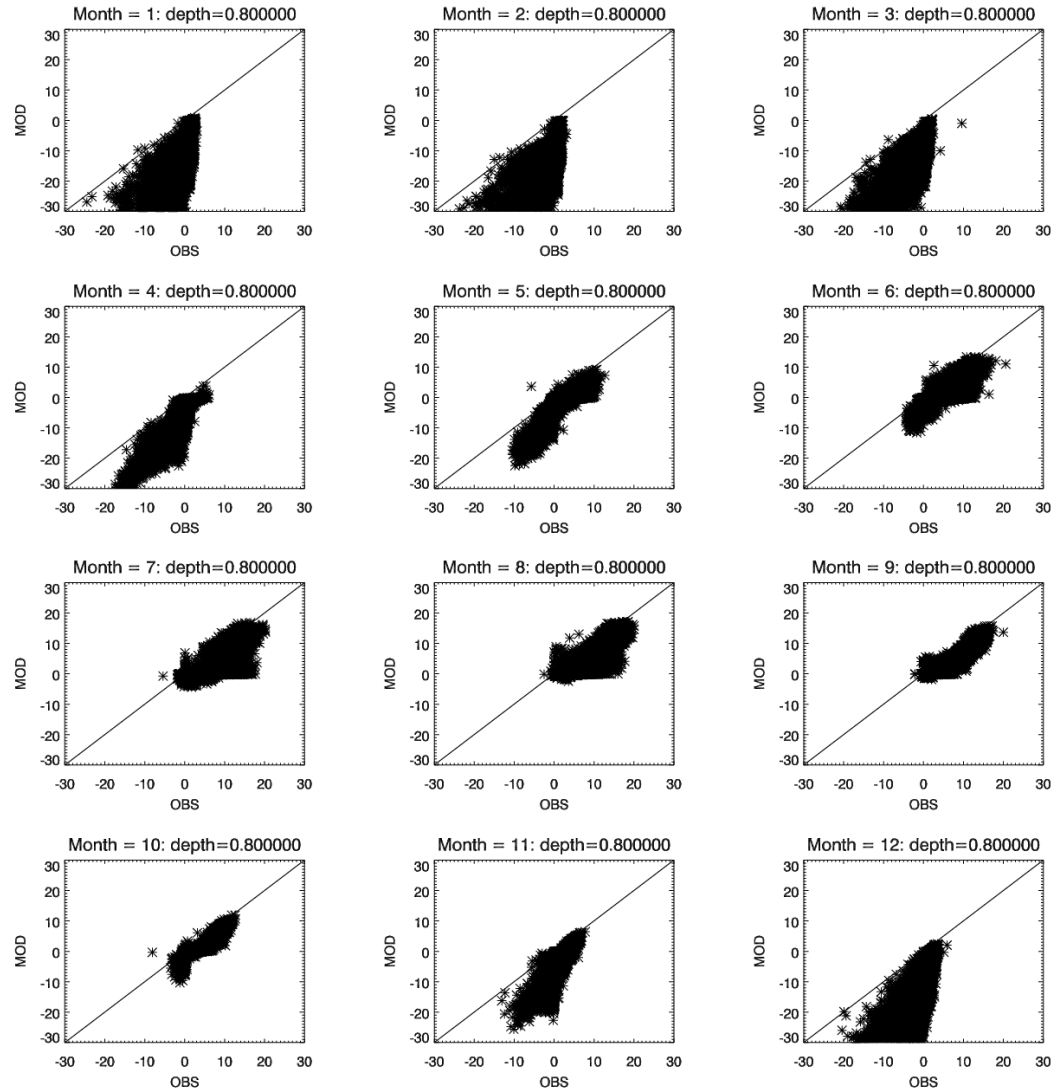 Month = 1: depth=0.800000
Month = 2: depth=0.800000
Month = 3: depth=0.800000
30
20
10
0
-10
-20
-30
MOD
-30 -20 -10 0 10 20 30
OBS
30
20
10
0
-10
-20
-30
MOD
-30 -20 -10 0 10 20 30
OBS
30
20
10
0
-10
-20
-30
MOD
-30 -20 -10 0 10 20 30
OBS
Month = 4: depth=0.800000
Month = 5: depth=0.800000
Month = 6: depth=0.800000
30
20
10
0
-10
-20
-30
MOD
-30 -20 -10 0 10 20 30
OBS
30
20
10
0
-10
-20
-30
MOD
-30 -20 -10 0 10 20 30
OBS
30
20
10
0
-10
-20
-30
MOD
-30 -20 -10 0 10 20 30
OBS
Month = 7: depth=0.800000
Month = 8: depth=0.800000
Month = 9: depth=0.800000
30
20
10
0
-10
-20
-30
MOD
-30 -20 -10 0 10 20 30
OBS
30
20
10
0
-10
-20
-30
MOD
-30 -20 -10 0 10 20 30
OBS
30
20
10
0
-10
-20
-30
MOD
-30 -20 -10 0 10 20 30
OBS
Month = 10: depth=0.800000
Month = 11: depth=0.800000
Month = 12: depth=0.800000
30
20
10
0
-10
-20
-30
MOD
-30 -20 -10 0 10 20 30
OBS
30
20
10
0
-10
-20
-30
MOD
-30 -20 -10 0 10 20 30
OBS
30
20
10
0
-10
-20
-30
MOD
-30 -20 -10 0 10 20 30
OBS